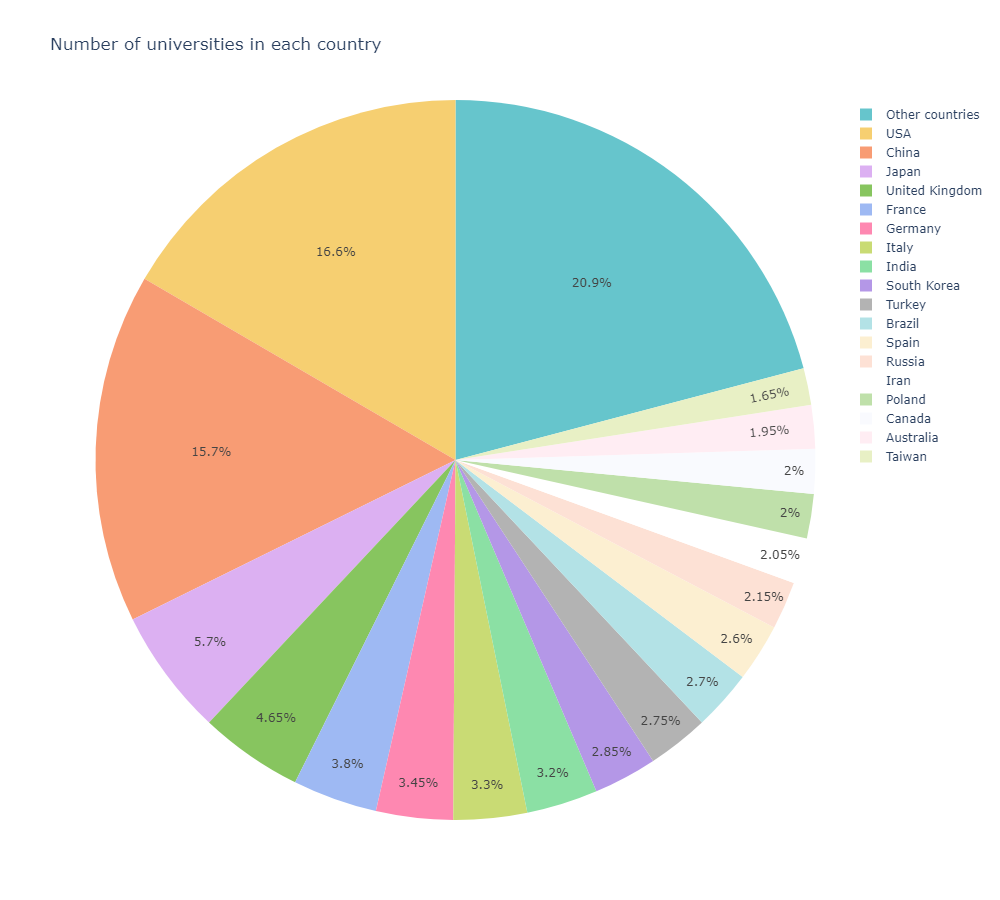 Number of universities in each country
Other countries
USA
China
Japan
United Kingdom
France
Germany
Italy
India
South Korea
Turkey
Brazil
Spain
Russia
Iran
Poland
Canada
Australia
Taiwan
16.6%
20.9%
15.7%
1.65%
1.95%
2%
2%
2.05%
2.15%
2.6%
2.7%
2.75%
2.85%
3.2%
3.3%
3.45%
3.8%
4.65%
5.7%